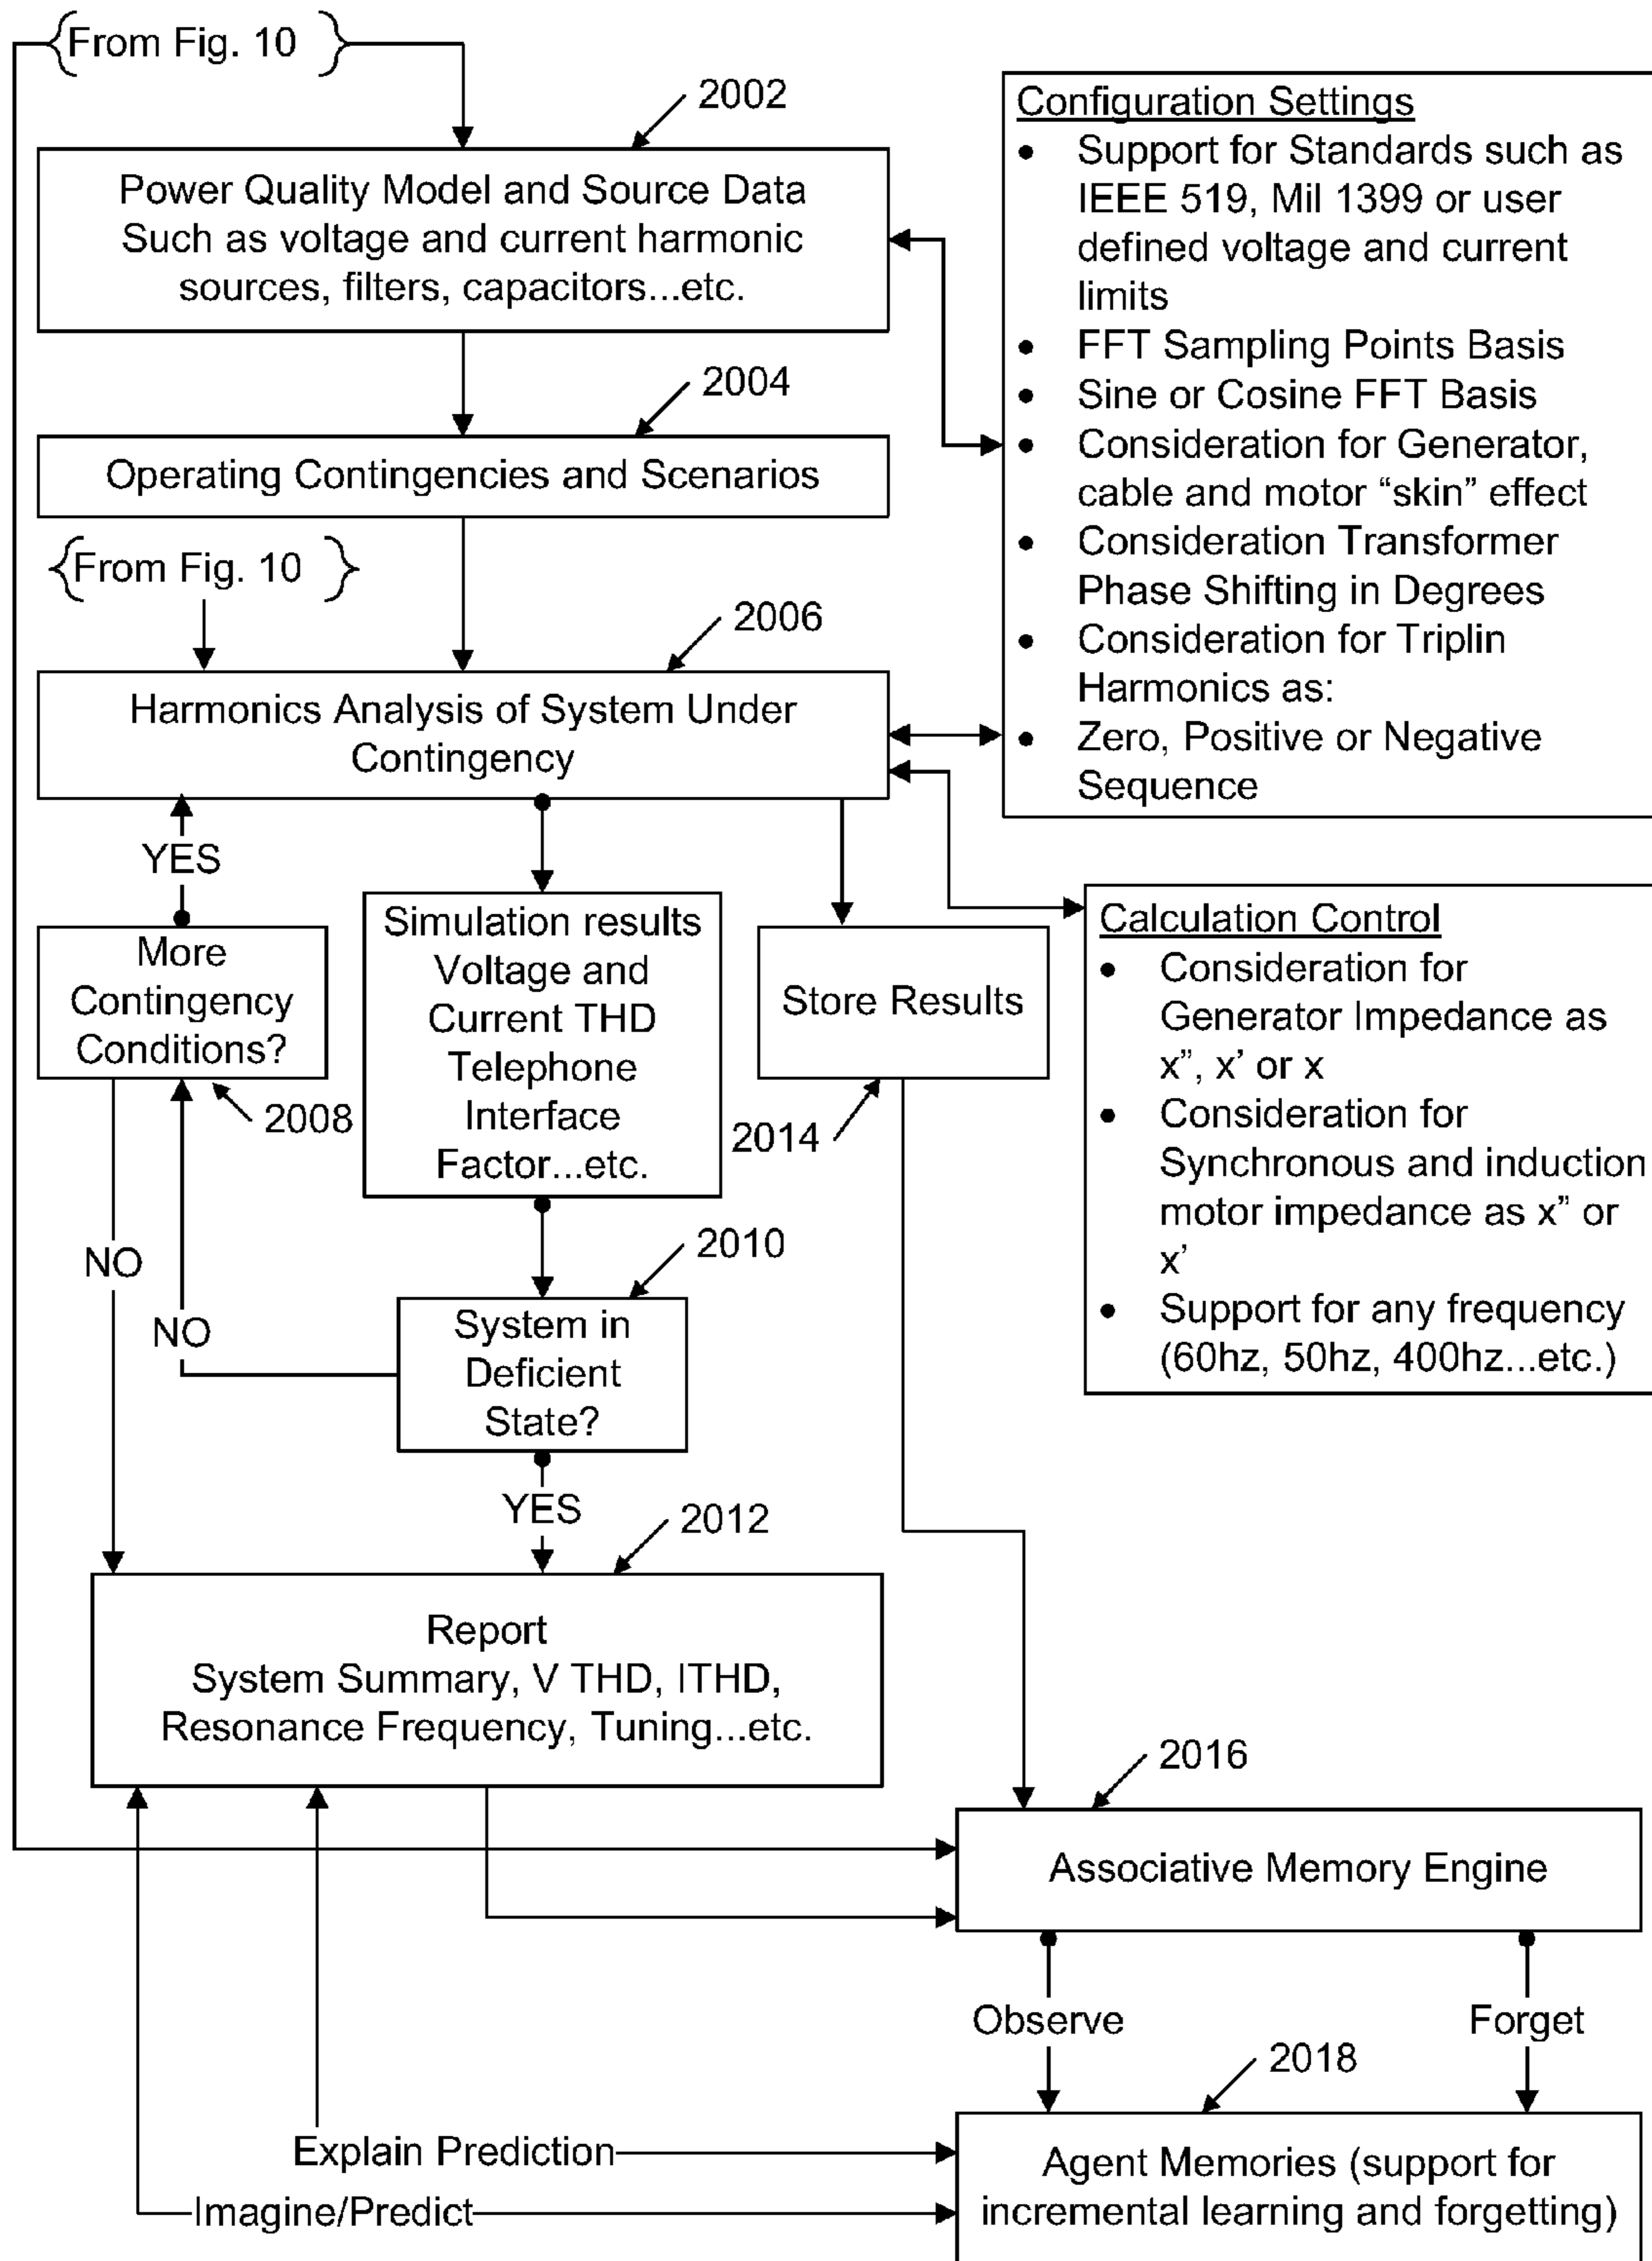 From Fig. 10
2002
Power Quality Model and Source Data
Such as voltage and current harmonic
sources, filters, capacitors...etc.
2004
Operating Contingencies and Scenarios
From Fig. 10
2006
Harmonics Analysis of System Under
Contingency
Configuration Settings
• Support for Standards such as
IEEE 519, Mil 1399 or user
defined voltage and current
limits
• FFT Sampling Points Basis
• Sine or Cosine FFT Basis
• Consideration for Generator,
cable and motor “skin” effect
• Consideration Transformer
Phase Shifting in Degrees
• Consideration for Triplin
Harmonics as:
• Zero, Positive or Negative
Sequence
YES
More
Contingency
Conditions?
2008
Simulation results
Voltage and
Current THD
Telephone
Interface
Factor...etc.
Store Results
2014
Calculation Control
• Consideration for
Generator Impedance as
x”, x’ or x
• Consideration for
Synchronous and induction
motor impedance as x” or
x’
• Support for any frequency
(60hz, 50hz, 400hz...etc.)
NO
NO
2010
System in
Deficient
State?
YES
2012
Report
System Summary, V THD, ITHD,
Resonance Frequency, Tuning...etc.
2016
Associative Memory Engine
Observe
Forget
2018
Explain Prediction
Imagine/Predict
Agent Memories (support for
incremental learning and forgetting)